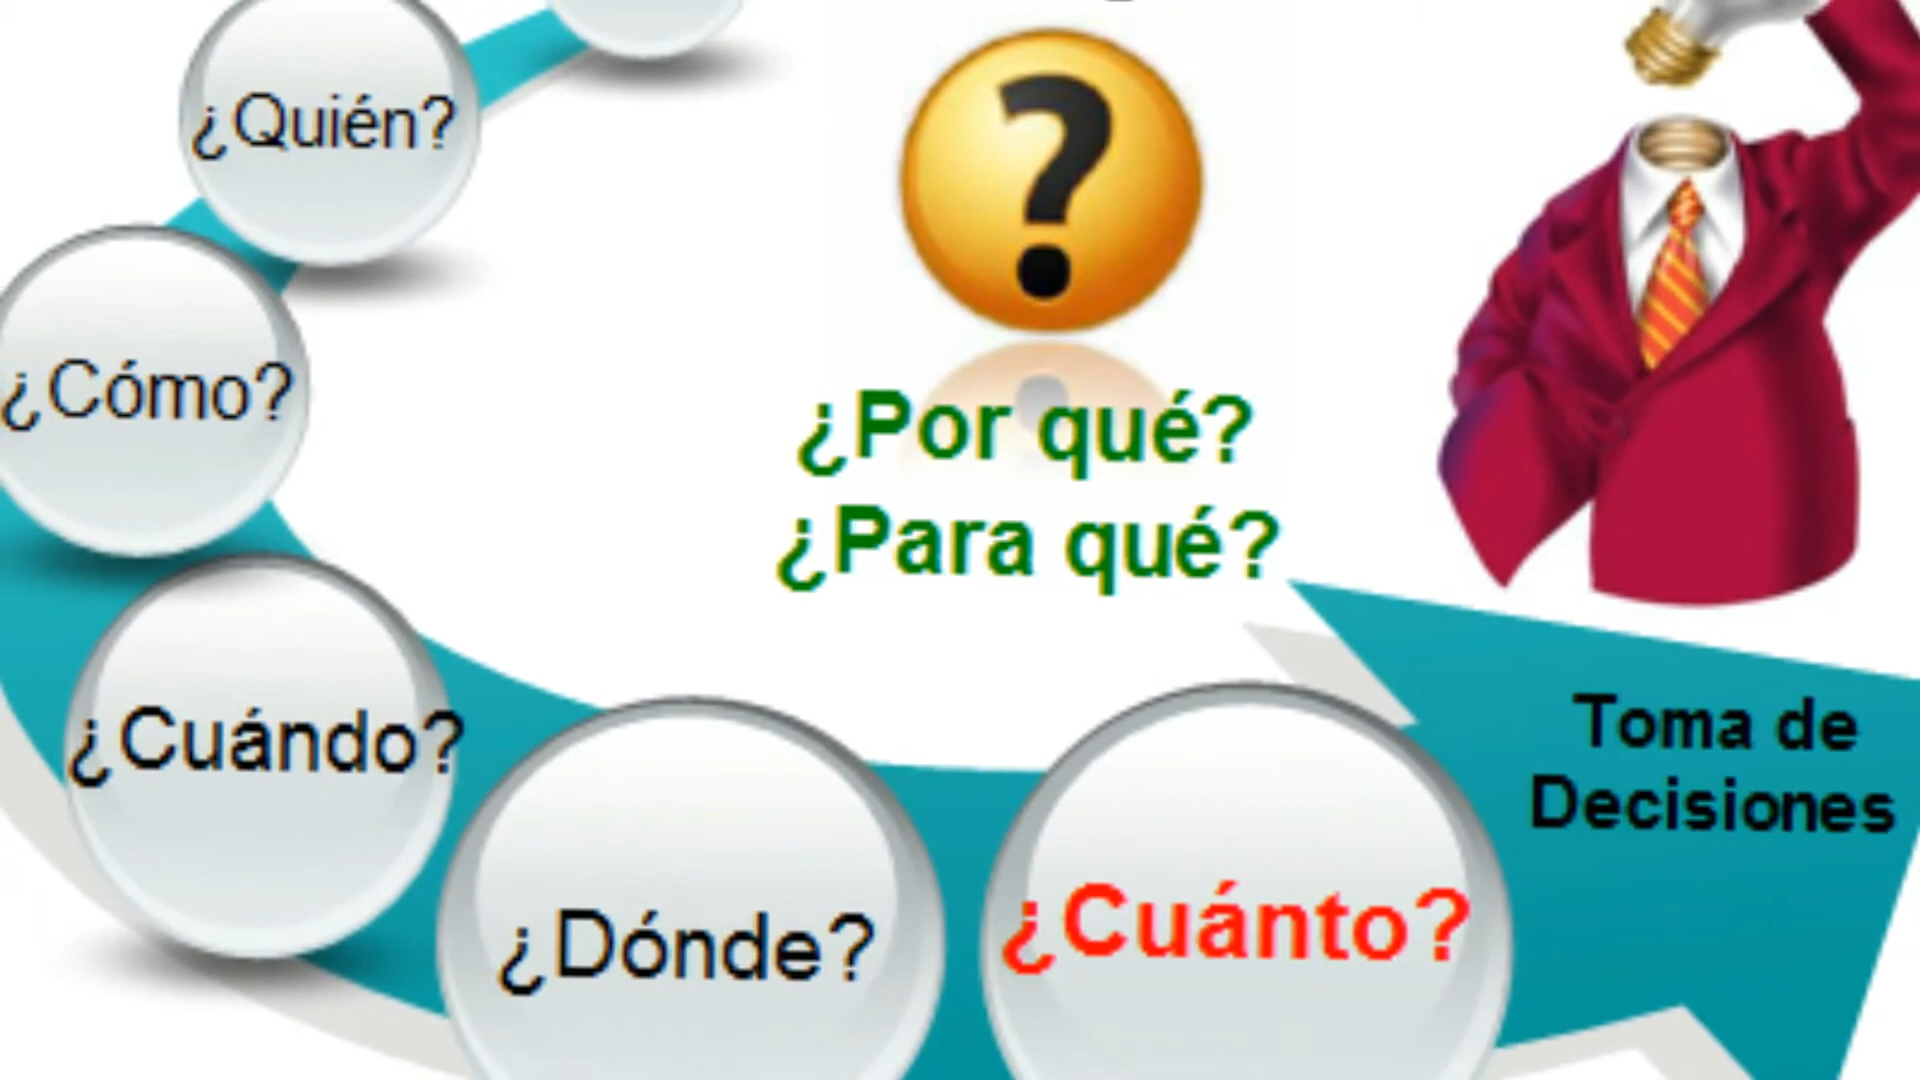 ¿Quién?
¿Cómo?
¿Cuándo?
¿Dónde?
¿Cuánto?
¿Por qué?
¿Para qué?
Toma de
Decisiones